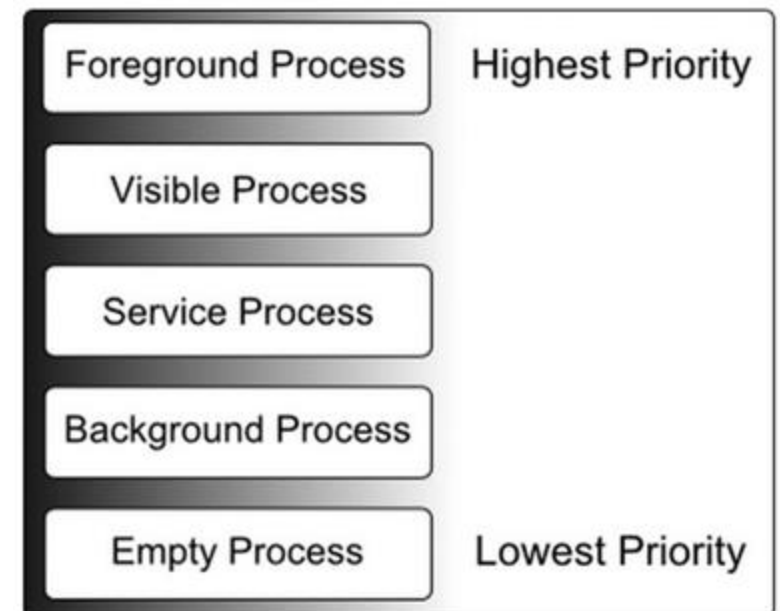 Foreground Process Highest Priority
Visible Process
Service Process
Background Process
Empty Process Lowest Priority